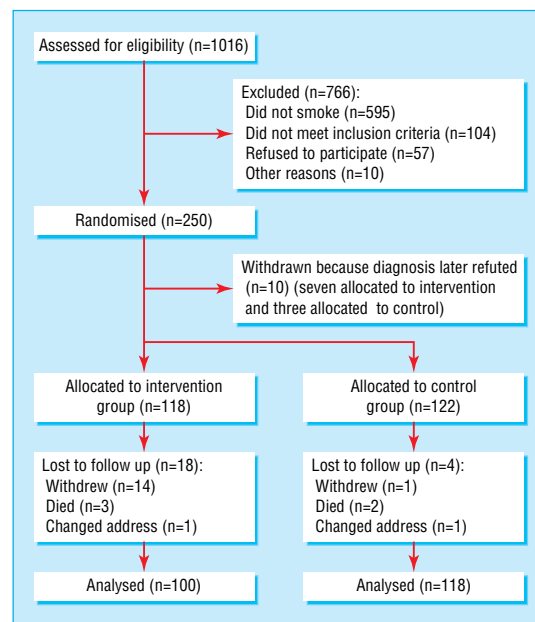 Assessed for eligibility (n=1016)
Excluded (n=766):
Did not smoke (n=595)
Did not meet inclusion criteria (n=104)
Refused to participate (n=57)
Other reasons (n=10)
Randomised (n=250)
Withdrawn because diagnosis later refuted
(n=10) (seven allocated to intervention
and three allocated to control)
Allocated to intervention
group (n=118)
Allocated to control
group (n=122)
Lost to follow up (n=18):
Withdrew (n=14)
Died (n=3)
Changed address (n=1)
Lost to follow up (n=4):
Withdrew (n=1)
Died (n=2)
Changed address (n=1)
Analysed (n=100)
Analysed (n=118)